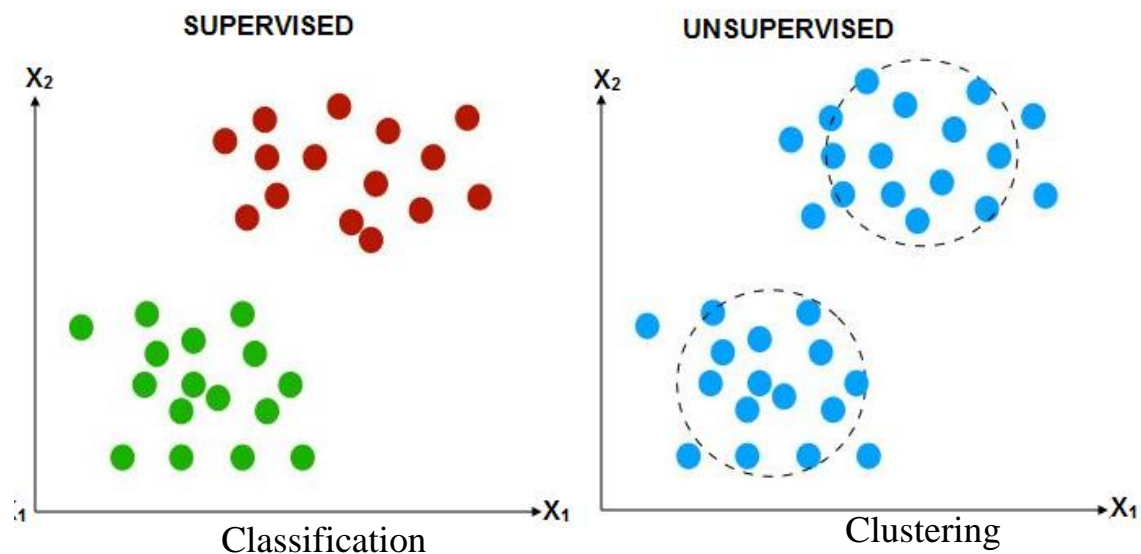 SUPERVISED
X₂
X₁
Classification
UNSUPERVISED
X₂
X₁
Clustering